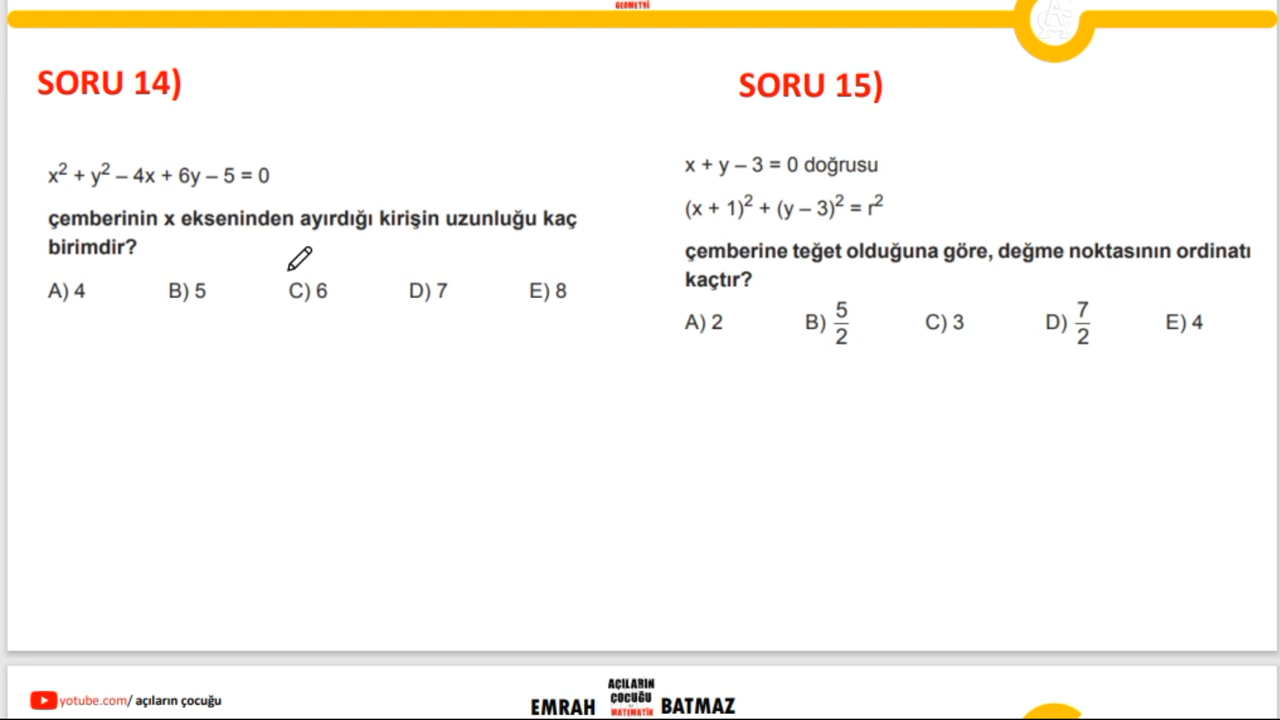 GEOMETRİ
SORU 14)
x² + y² – 4x + 6y – 5 = 0
çemberinin x ekseninden ayırdığı kirişin uzunluğu kaç
birimdir?
A) 4 B) 5 C) 6 D) 7 E) 8
SORU 15)
x + y – 3 = 0 doğrusu
(x + 1)² + (y – 3)² = r²
çemberine teğet olduğuna göre, değme noktasının ordinatı
kaçtır?
A) 2 B) 5/2 C) 3 D) 7/2 E) 4
yotube.com/ açıların çocuğu
EMRAH
AÇILARIN
ÇOCUĞU
MATEMATİK
BATMAZ